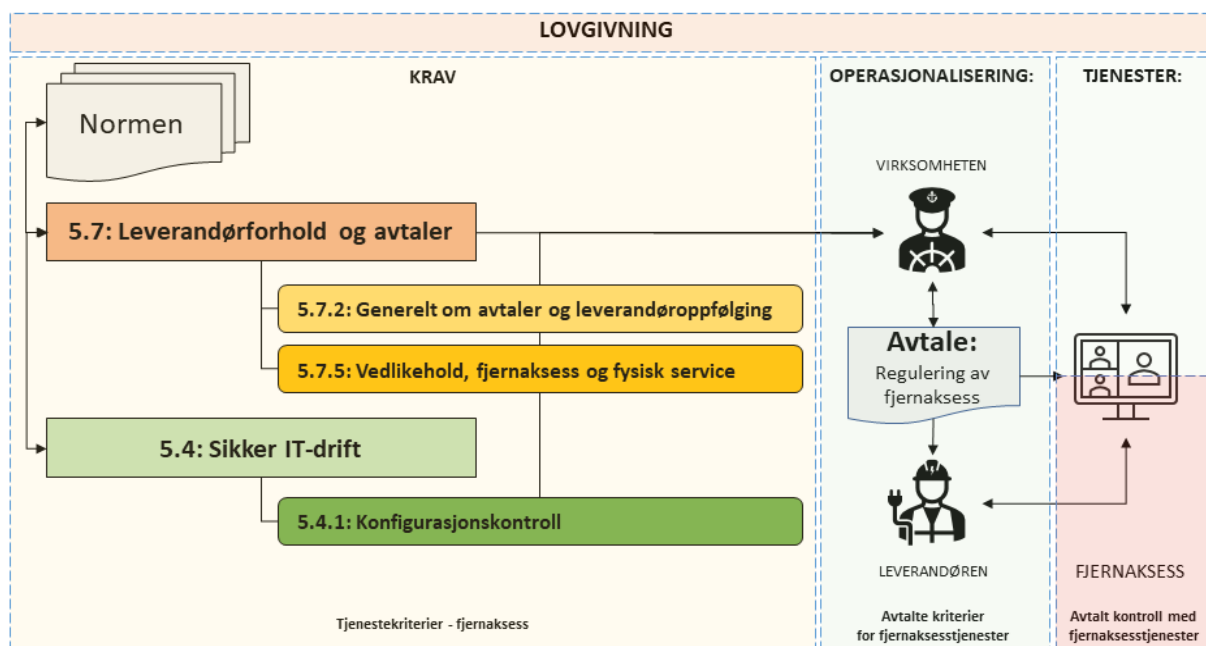 LOVGIVNING
KRAV
Normen
5.7: Leverandørforhold og avtaler
5.7.2: Generelt om avtaler og leverandøroppfølging
5.7.5: Vedlikehold, fjernaksess og fysisk service
5.4: Sikker IT-drift
5.4.1: Konfigurasjonskontroll
Tjenestekriterier - fjernaksess
OPERASJONALISERING:
VIRKSOMHETEN
Avtale:
Regulering av
fjernaksess
LEVERANDØREN
Avtalte kriterier
for fjernaksesstjenester
TJENESTER:
FJERNAKSESS
Avtalt kontroll med
fjernaksesstjenester